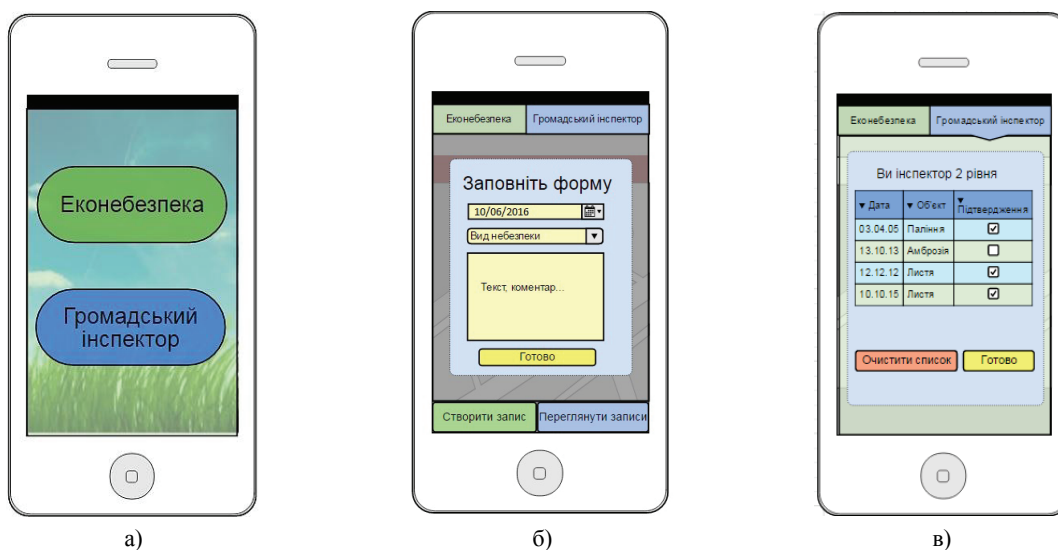 Еконебезпека
Громадський
інспектор
а)
Еконебезпека Громадський інспектор
Заповніть форму
10/06/2016
Вид небезпеки
Текст, коментар...
Готово
Створити запис Переглянути записи
б)
Еконебезпека Громадський інспектор
Ви інспектор 2 рівня
Дата Об'єкт Підтвердження
03.04.05 Паління
13.10.13 Амброзія
12.12.12 Листя
10.10.15 Листя
Очистити список Готово
в)